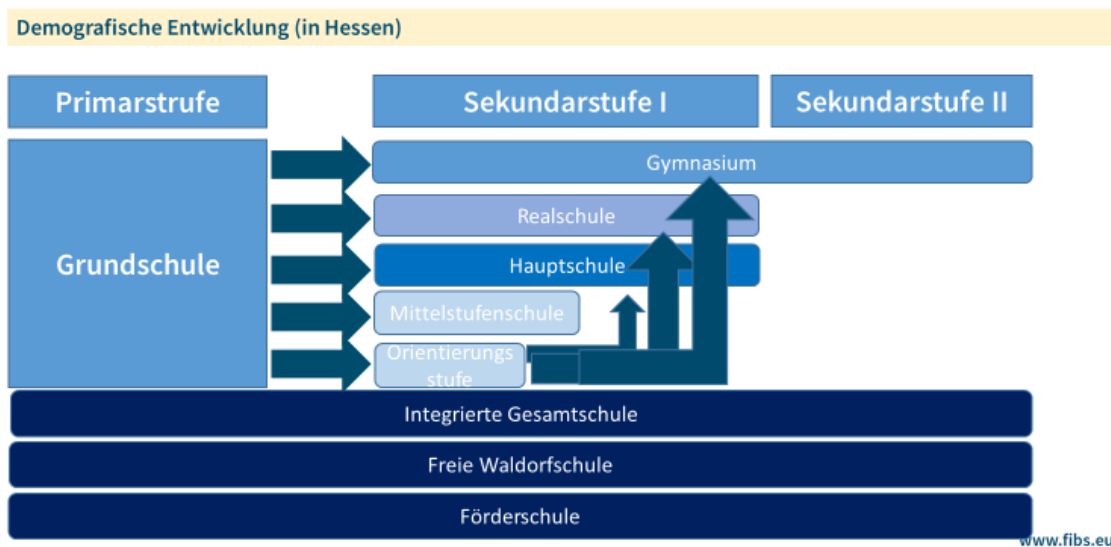 Demografische Entwicklung (in Hessen)
Primarstrufe
Sekundarstufe I
Sekundarstufe II
Grundschule
Gymnasium
Realschule
Hauptschule
Mittelstufenschule
Orientierungs
stufe
Integrierte Gesamtschule
Freie Waldorfschule
Förderschule
www.fibs.eu